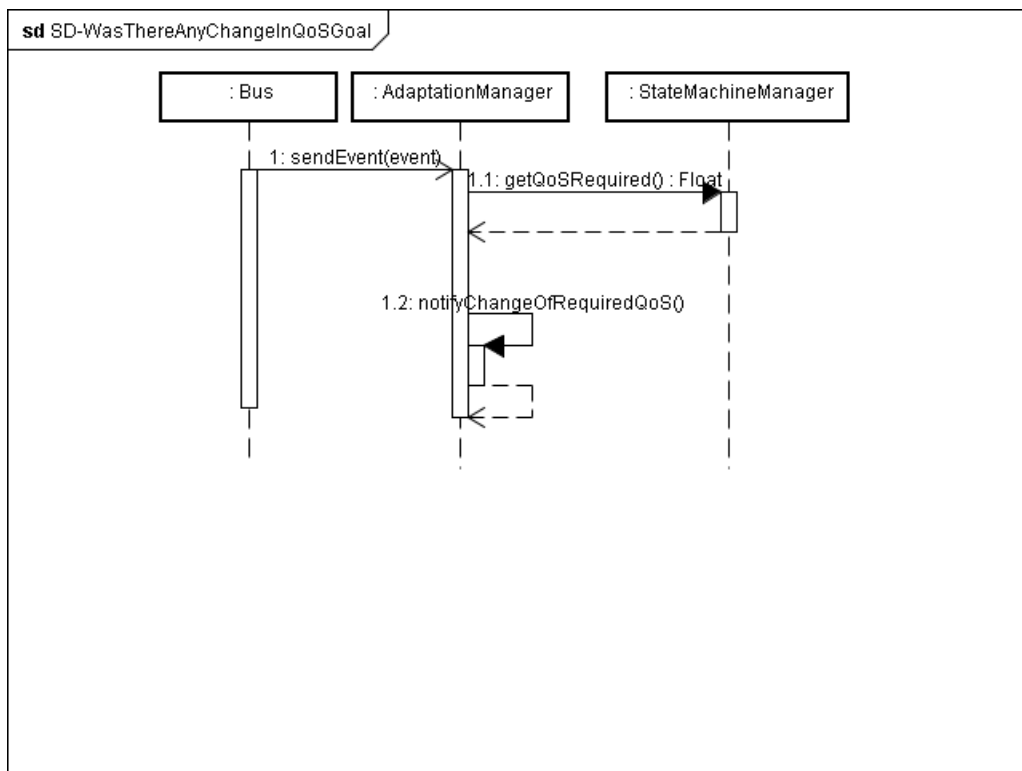 sd SD-WasThereAnyChangeInQoSGoal
: Bus
: AdaptationManager
: StateMachineManager
1: sendEvent(event)
1.1: getQoSRequired() : Float
1.2: notifyChangeOfRequiredQoS()